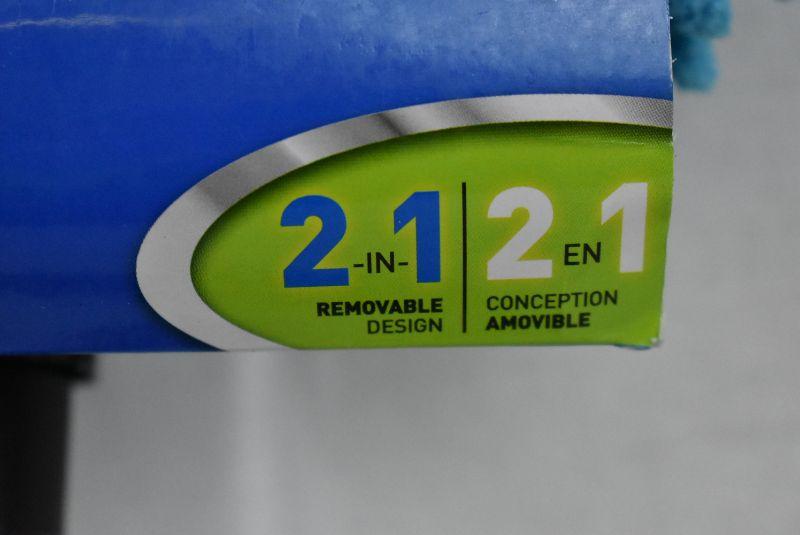 2-IN-1
REMOVABLE
DESIGN
2 EN 1
CONCEPTION
AMOVIBLE